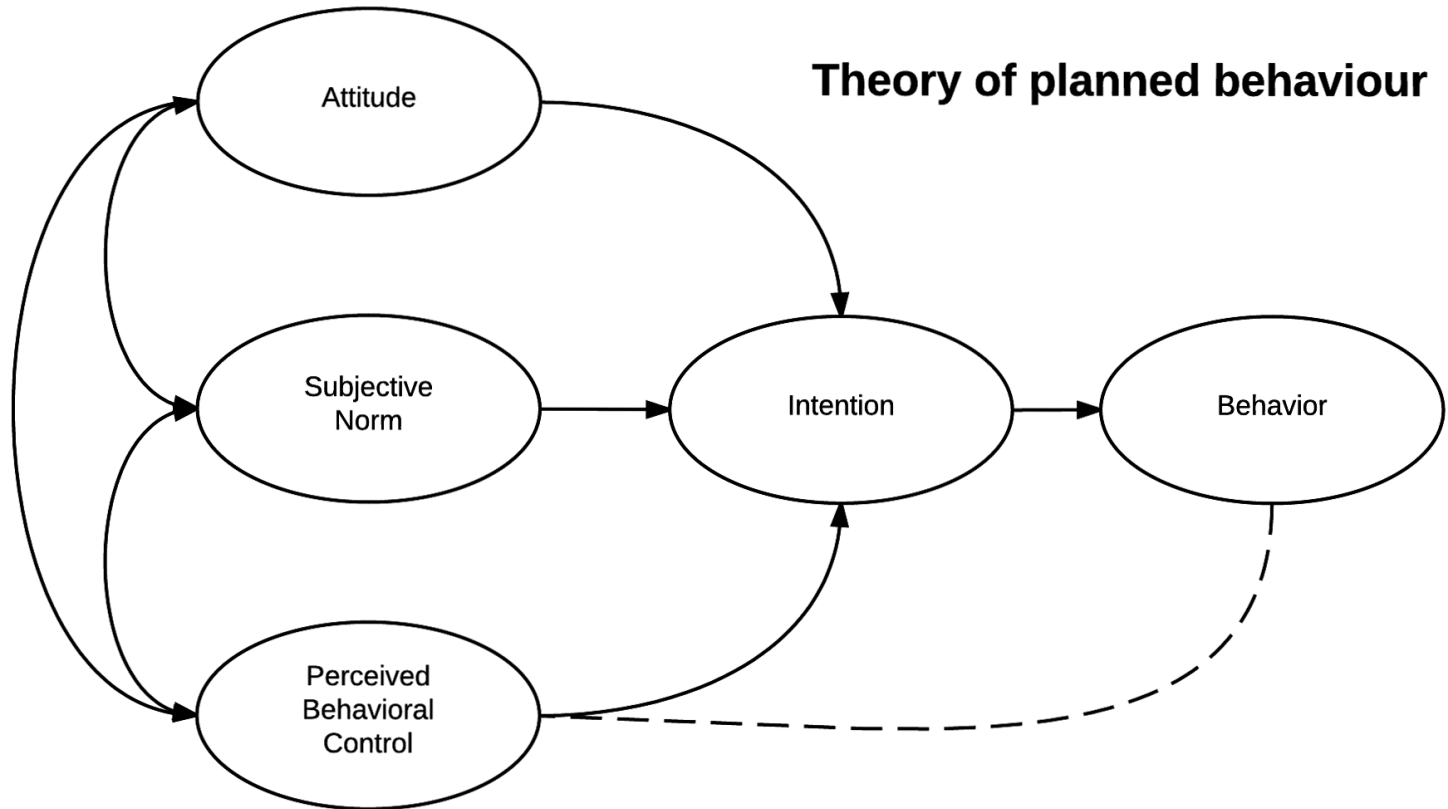 Theory of planned behaviour
Attitude
Subjective
Norm
Intention
Behavior
Perceived
Behavioral
Control